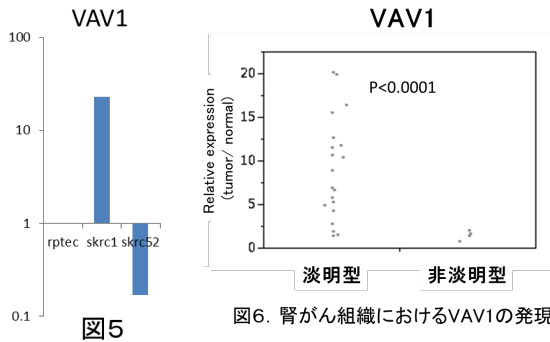 VAV1
100
10
1
0.1
rptec skrc1 skrc52
図5
VAV1
Relative expression
(tumor/ normal)
20
15
10
5
0
P<0.0001
淡明型 非淡明型
図6. 腎がん組織におけるVAV1の発現